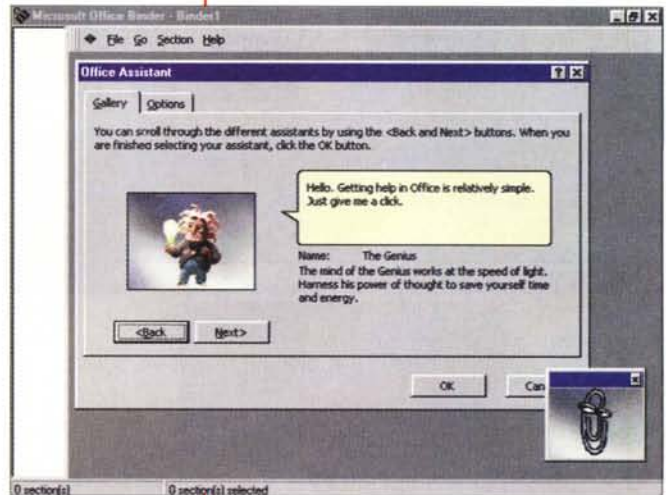 Microsoft Office Binder - Binder1
File Go Section Help
Office Assistant
Gallery Options
You can scroll through the different assistants by using the <Back and Next> buttons. When you
are finished selecting your assistant, click the OK button.
Hello. Getting help in Office is relatively simple.
Just give me a click.
Name: The Genius
The mind of the Genius works at the speed of light.
Harness his power of thought to save yourself time
and energy.
<Back Next>
OK Can
0 section(s) 0 section(s) selected